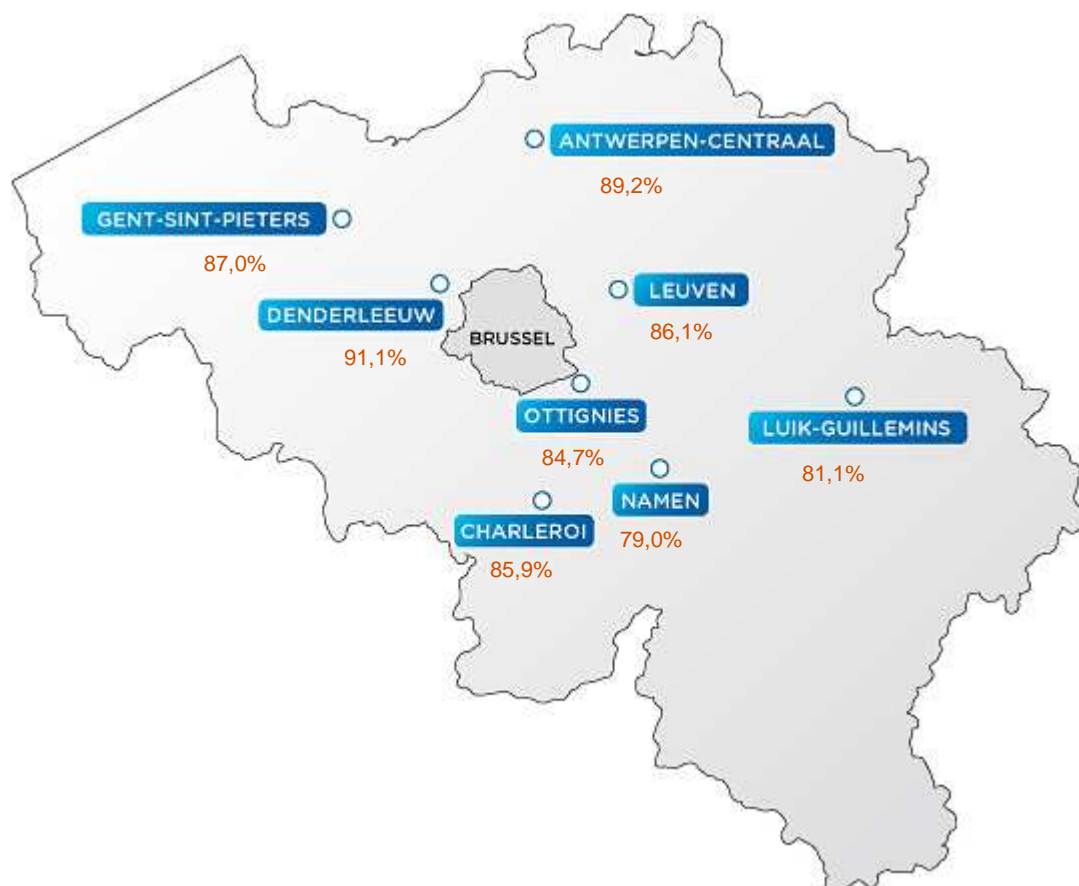 ANTWERPEN-CENTRAAL
89,2%
GENT-SINT-PIETERS
87,0%
DENDERLEEUW
91,1%
BRUSSEL
LEUVEN
86,1%
OTTIGNIES
84,7%
LUIK-GUILLEMINS
81,1%
NAMEN
79,0%
CHARLEROI
85,9%